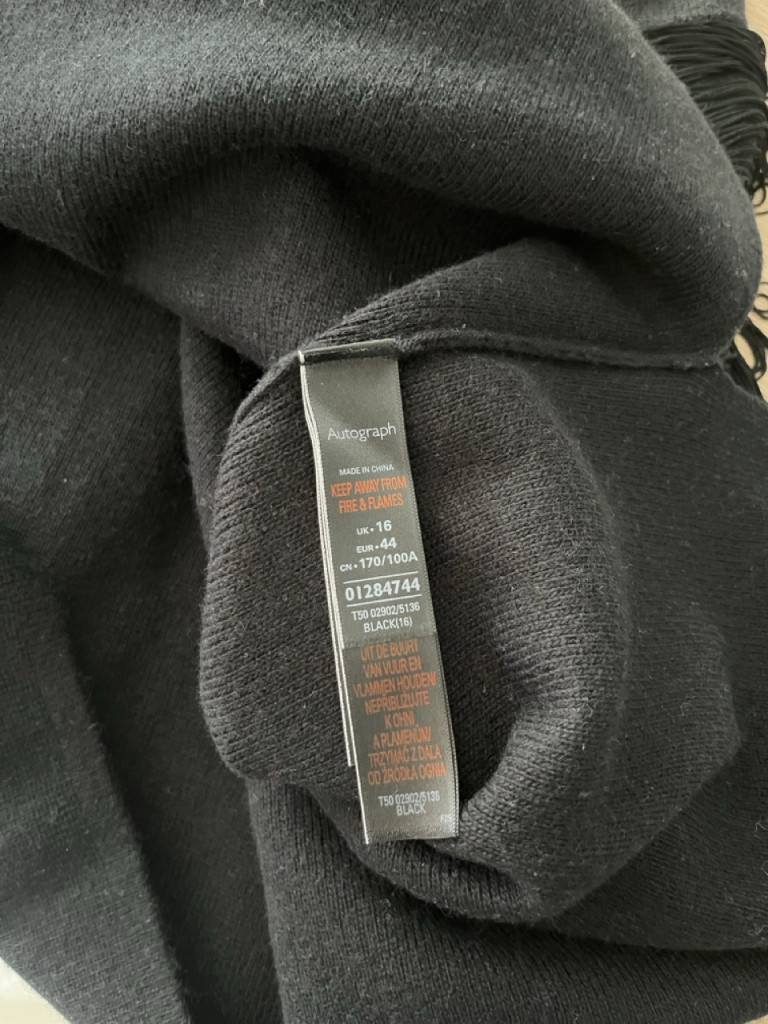 Autograph
MADE IN CHINA
KEEP AWAY FROM
FIRE & FLAMES
UK•16
EUR•44
CN•170/100A
01284744
T50 02902/5136
BLACK(16)
UIT DE BUURT
VAN VUUR EN
VLAMMEN HOUDEN/
NEPŘIBLIŽUJTE
K OHNI
A PLAMENŮM/
TRZYMAĆ Z DALA
OD ŹRÓDŁA OGNIA
T50 02902/5136
BLACK